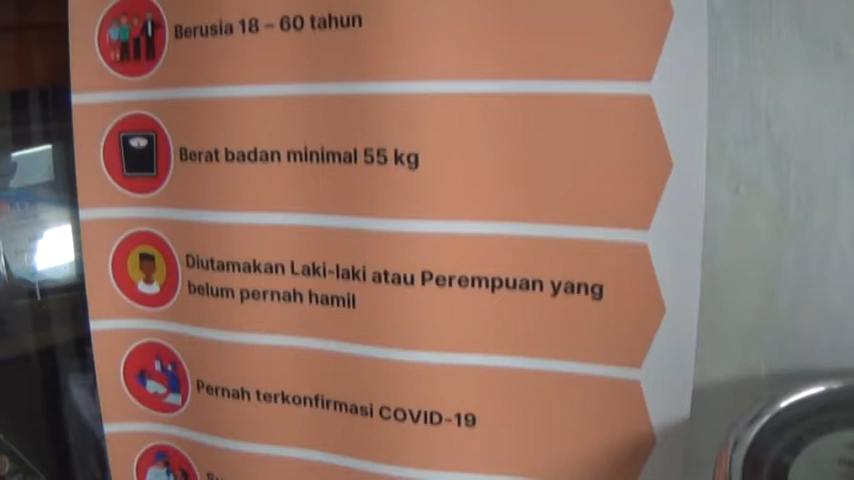 Berusia 18 – 60 tahun
Berat badan minimal 55 kg
Diutamakan Laki-laki atau Perempuan yang
belum pernah hamil
Pernah terkonfirmasi COVID-19